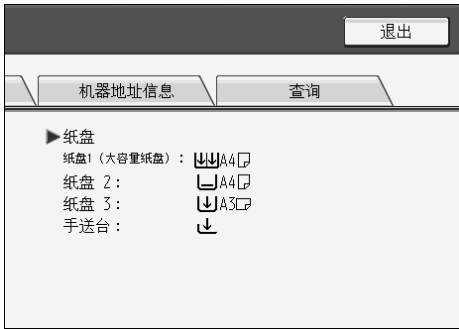 退出
机器地址信息 查询
▶纸盘
纸盘1（大容量纸盘）: A4
纸盘 2: A4
纸盘 3: A3
手送台: